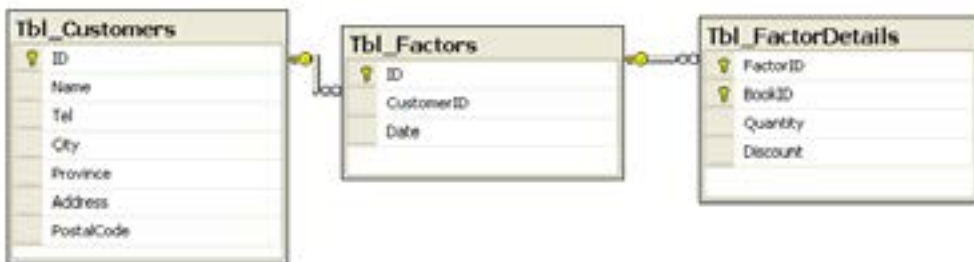 Tbl_Customers
ID
Name
Tel
City
Province
Address
PostalCode
Tbl_Factors
ID
CustomerID
Date
Tbl_FactorDetails
FactorID
BookID
Quantity
Discount